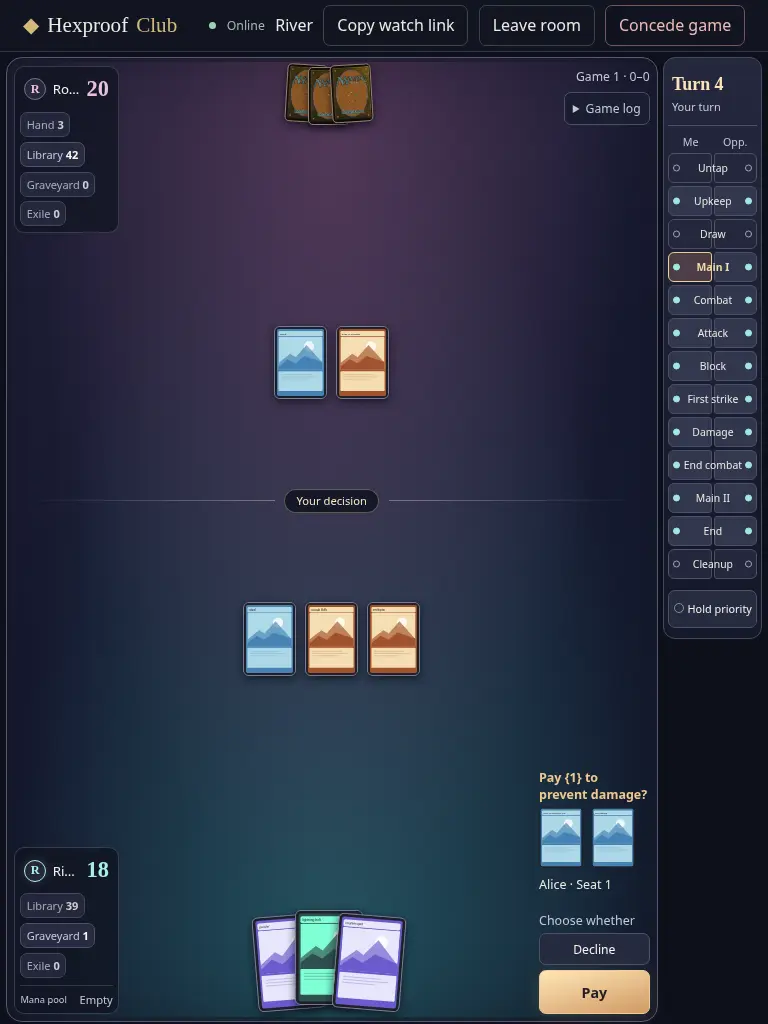 Hexproof Club
Online
River
Copy watch link
Leave room
Concede game
R
Ro...
20
Hand 3
Library 42
Graveyard 0
Exile 0
Game 1 · 0–0
Game log
Turn 4
Your turn
Me
Opp.
Untap
Upkeep
Draw
Main I
Combat
Attack
Block
First strike
Damage
End combat
Main II
End
Cleanup
Hold priority
Your decision
Pay {1} to
prevent damage?
Alice · Seat 1
Choose whether
Decline
Pay
R
Ri...
18
Library 39
Graveyard 1
Exile 0
Mana pool
Empty